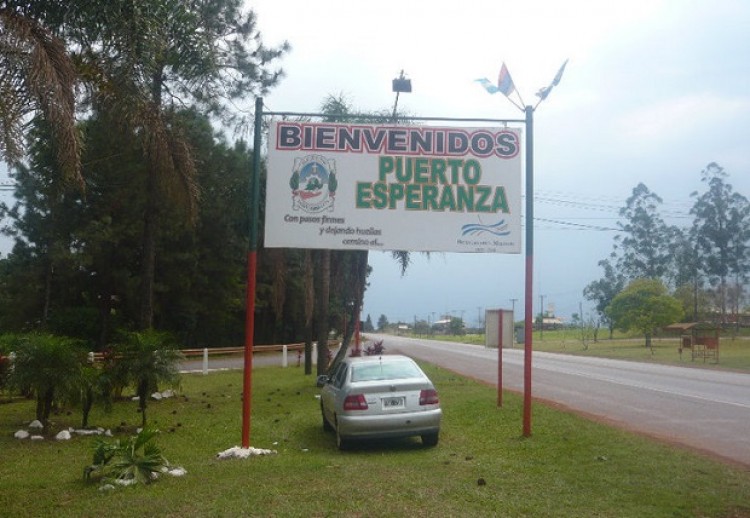 BIENVENIDOS
PUERTO
ESPERANZA
Con pasos firmes
y dejando huellas
camino al...